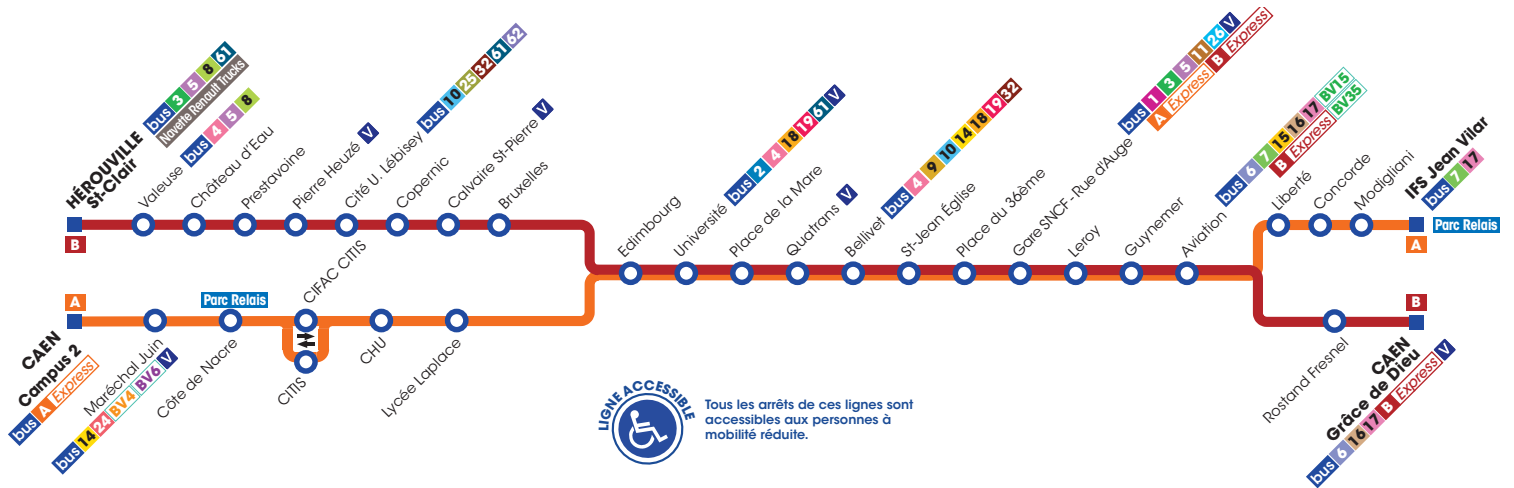 HÉROUVILLE
St-Clair
bus 3 5 8 61
Navette Renault Trucks
B
Valeuse
bus 4 5 8
Château d'Eau
Prestavoine
Pierre Heuzé V
Cité U. Lébisey
bus 10 25 32 61 62
Copernic
Calvaire St-Pierre V
Bruxelles
A
CAEN
Campus 2
bus A Express
Maréchal Juin
bus 14 24 BV4 BV6 V
Parc Relais
Côte de Nacre
CIFAC CITIS
CITIS
CHU
Lycée Laplace
Edimbourg
Université
bus 2 4 18 19 61 V
Place de la Mare
Quatrans V
Bellivet
bus 4 9 10 14 18 19 32
St-Jean Église
Place du 36ème
Gare SNCF - Rue d'Auge
bus 1 3 5 11 26 V
A Express B Express
Leroy
Guynemer
Aviation
bus 6 7 15 16 17 BV15
B Express BV35
Liberté
Concorde
Modigliani
IFS Jean Vilar
bus 7 17
Parc Relais
A
B
Rostand Fresnel
CAEN
Grâce de Dieu
bus 6 16 17 B Express V
LIGNE ACCESSIBLE
Tous les arrêts de ces lignes sont
accessibles aux personnes à
mobilité réduite.